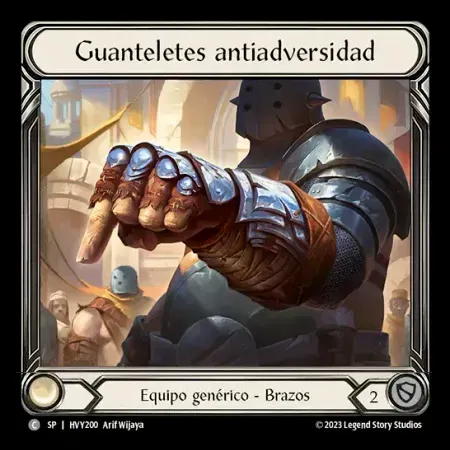 Guanteletes antiadversidad
Equipo genérico - Brazos
2
C SP | HVY200 Arif Wijaya
© 2023 Legend Story Studios